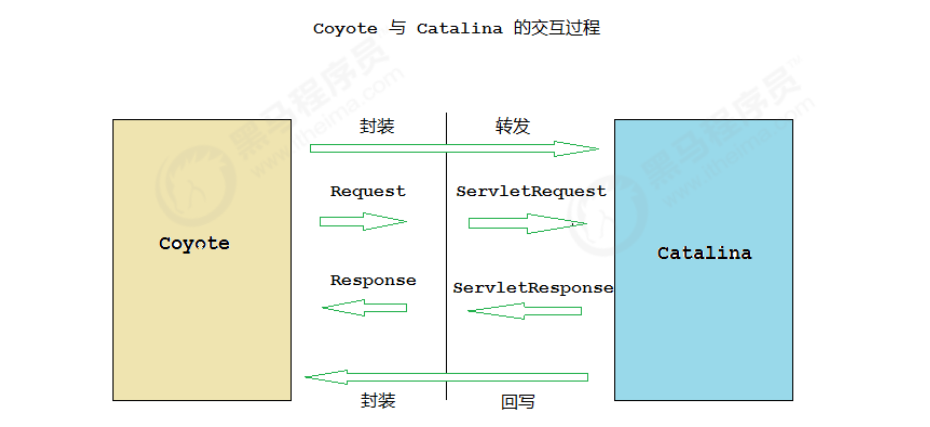 Coyote 与 Catalina 的交互过程
封装 转发
Request ServletRequest
Coyote
Catalina
Response ServletResponse
封装 回写
黑马程序员
www.itheima.com
黑马程序员
www.itheima.com